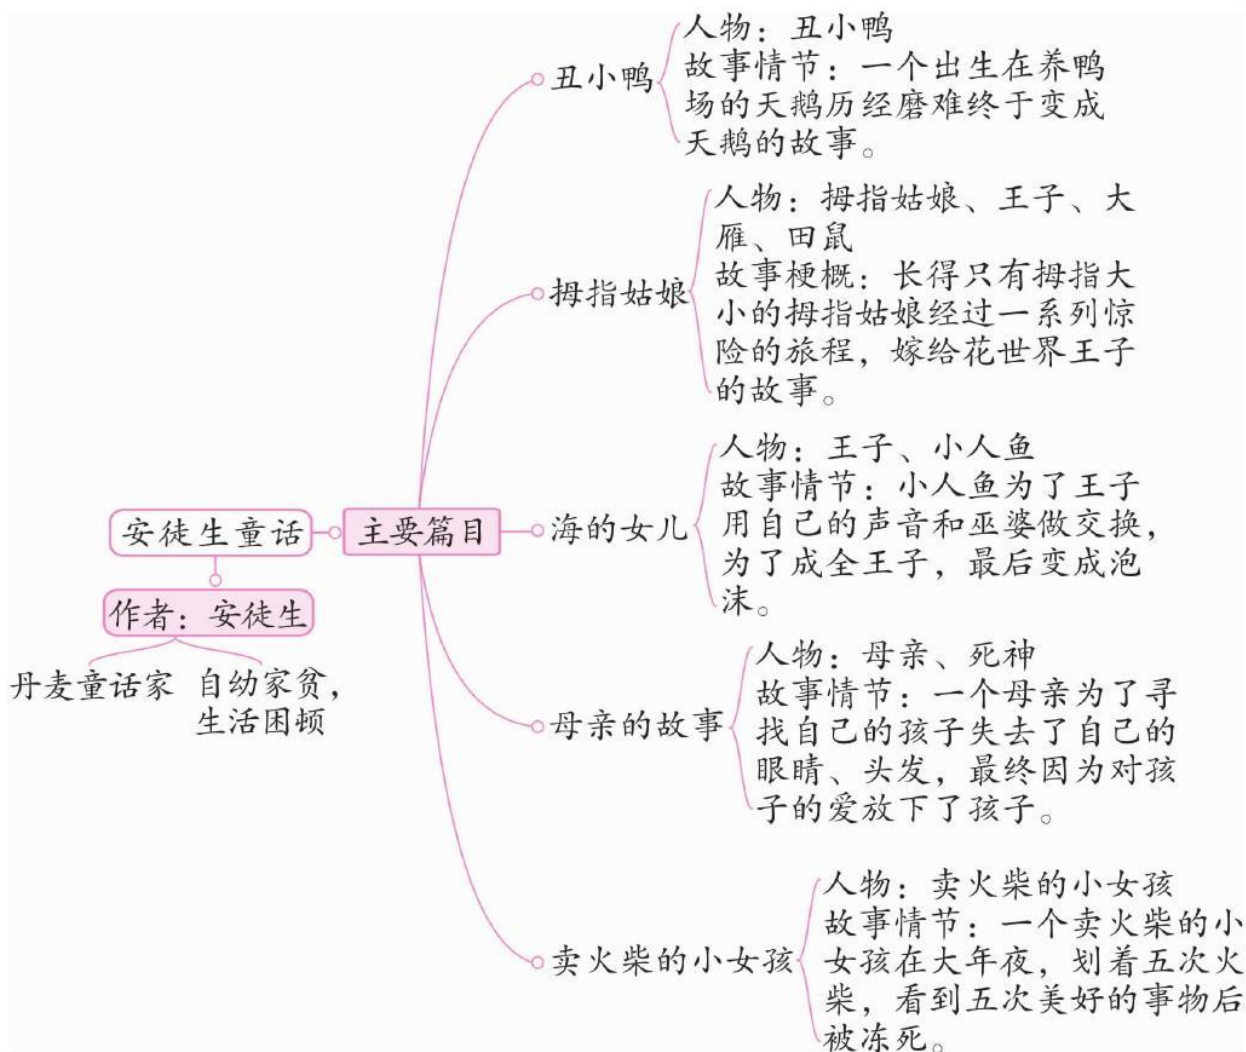 安徒生童话
作者：安徒生
丹麦童话家
自幼家贫，
生活困顿
主要篇目
丑小鸭
人物：丑小鸭
故事情节：一个出生在养鸭
场的天鹅历经磨难终于变成
天鹅的故事。
拇指姑娘
人物：拇指姑娘、王子、大
雁、田鼠
故事梗概：长得只有拇指大
小的拇指姑娘经过一系列惊
险的旅程，嫁给花世界王子
的故事。
海的女儿
人物：王子、小人鱼
故事情节：小人鱼为了王子
用自己的声音和巫婆做交换，
为了成全王子，最后变成泡
沫。
母亲的故事
人物：母亲、死神
故事情节：一个母亲为了寻
找自己的孩子失去了自己的
眼睛、头发，最终因为对孩
子的爱放下了孩子。
卖火柴的小女孩
人物：卖火柴的小女孩
故事情节：一个卖火柴的小
女孩在大年夜，划着五次火
柴，看到五次美好的事物后
被冻死。